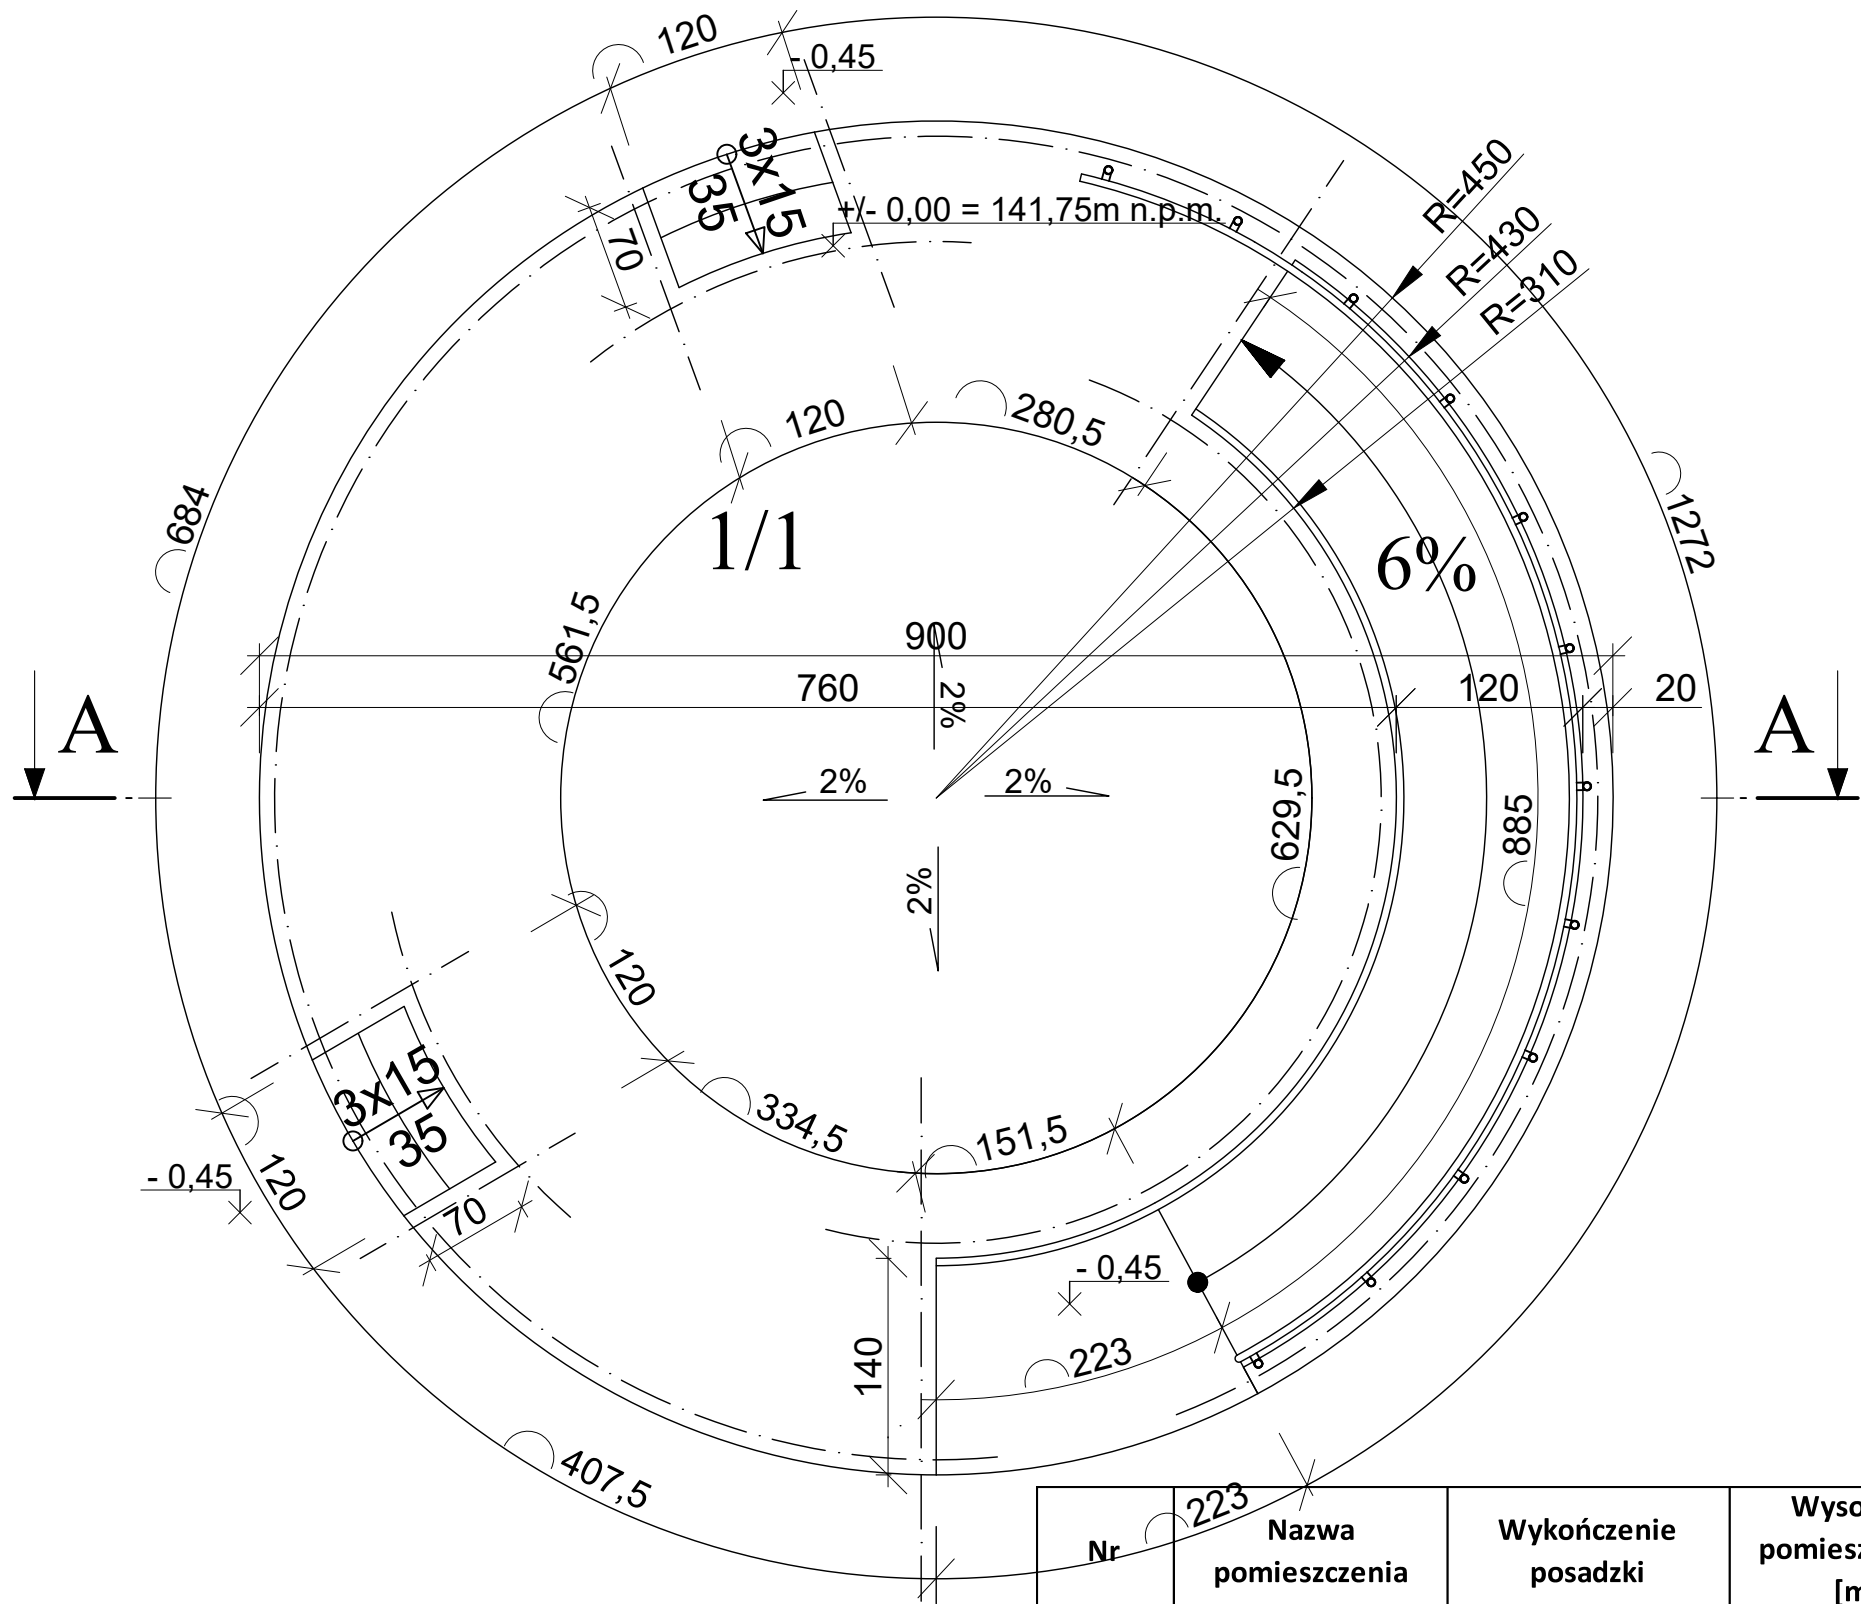 120
- 0,45
3x15
35
70
+/- 0,00 = 141,75m n.p.m.
R=450
R=430
R=310
120
280,5
684
1/1
6%
1272
561,5
900
2%
760
120
20
A
A
2%
2%
629,5
885
2%
120
3x15
35
334,5
151,5
- 0,45
120
70
- 0,45
140
223
407,5
223
Nr
Nazwa
pomieszczenia
Wykończenie
posadzki
Wyso
pomiesz
[m